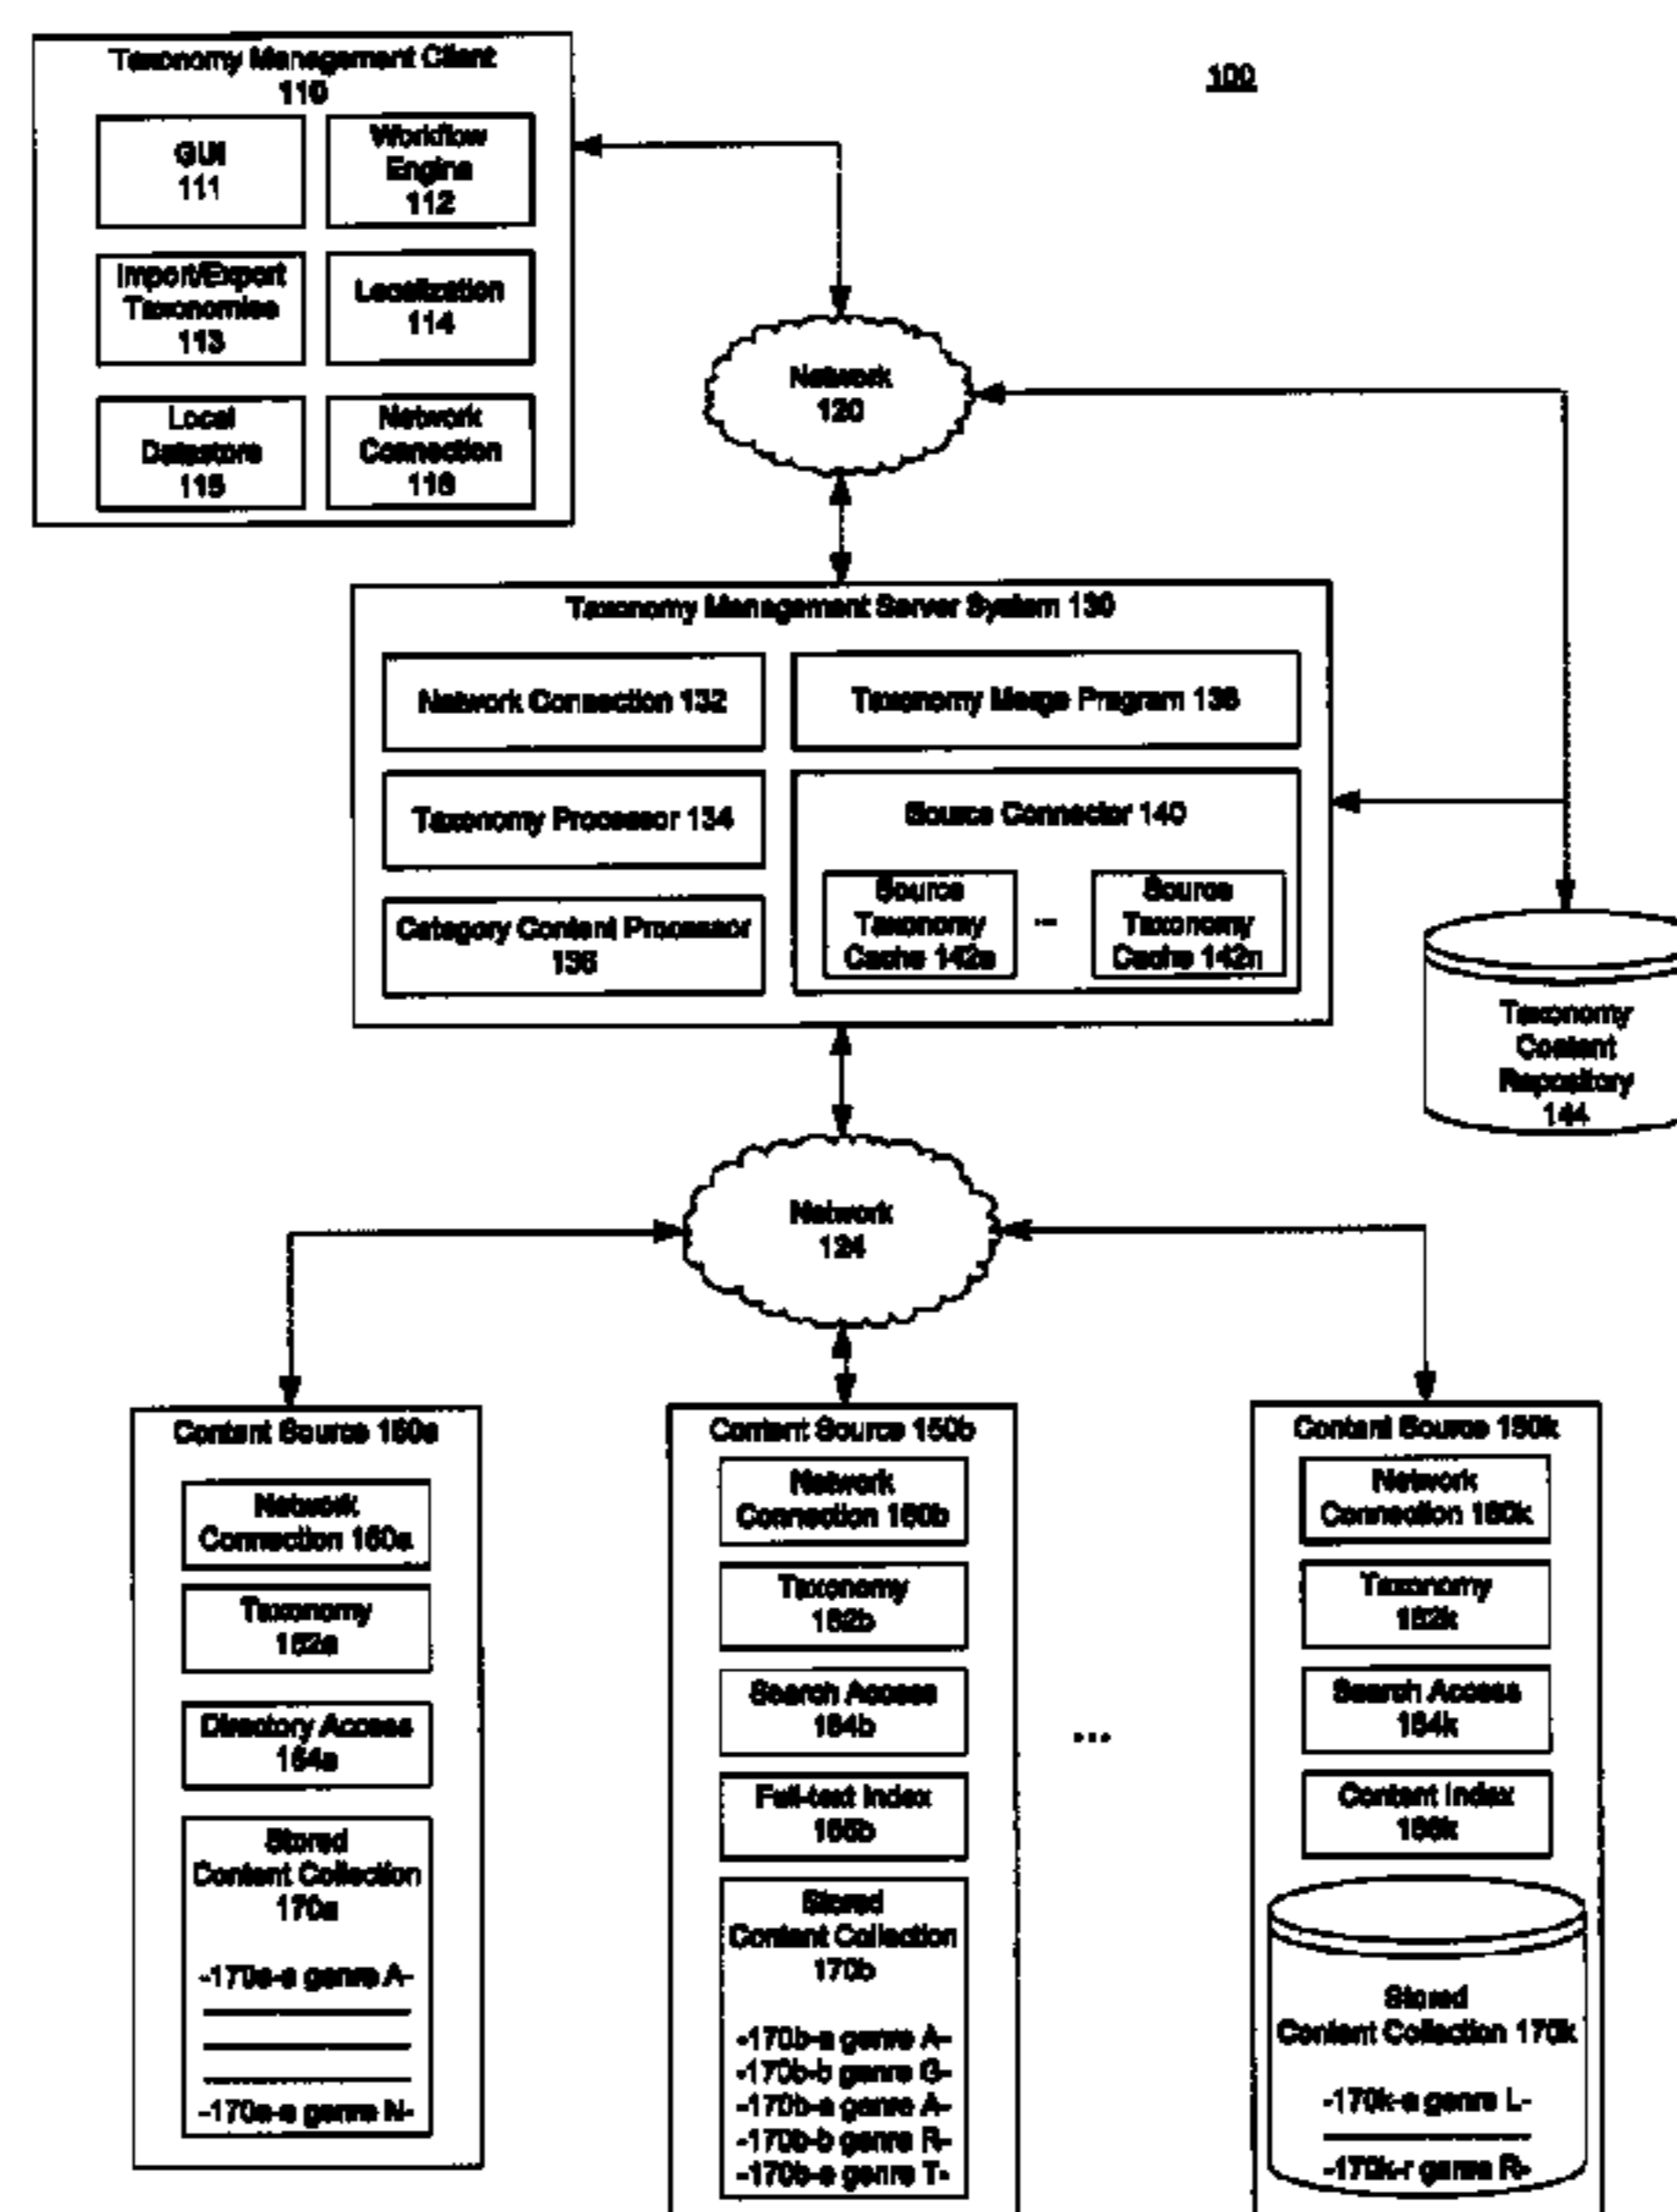 100
Taxonomy Management Client
110
GUI
111
Workflow
Engine
112
Import/Export
Taxonomies
113
Localization
114
Local
Datastore
115
Network
Connection
116
Network
120
Taxonomy Management Server System 130
Network Connection 132
Taxonomy Merge Program 138
Taxonomy Processor 134
Source Connector 140
Category Content Processor
136
Source
Taxonomy
Cache 142a
...
Source
Taxonomy
Cache 142n
Taxonomy
Content
Repository
144
Network
124
Content Source 150a
Network
Connection 160a
Taxonomy
162a
Directory Access
164a
Stored
Content Collection
170a
-170a-a genre A-
genre N-
Content Source 150b
Network
Connection 160b
Taxonomy
162b
Search Access
164b
Full-text Index
Stored
Content Collection
170b
-170b-a genre A-
-170b-b genre G-
-170b-a genre A-
-170b-b genre R-
genre T-
...
Content Source 150k
Network
Connection 160k
Taxonomy
162k
Search Access
164k
Content Index
Stored
Content Collection 170k
-170k-a genre L-
-170k-r genre R-